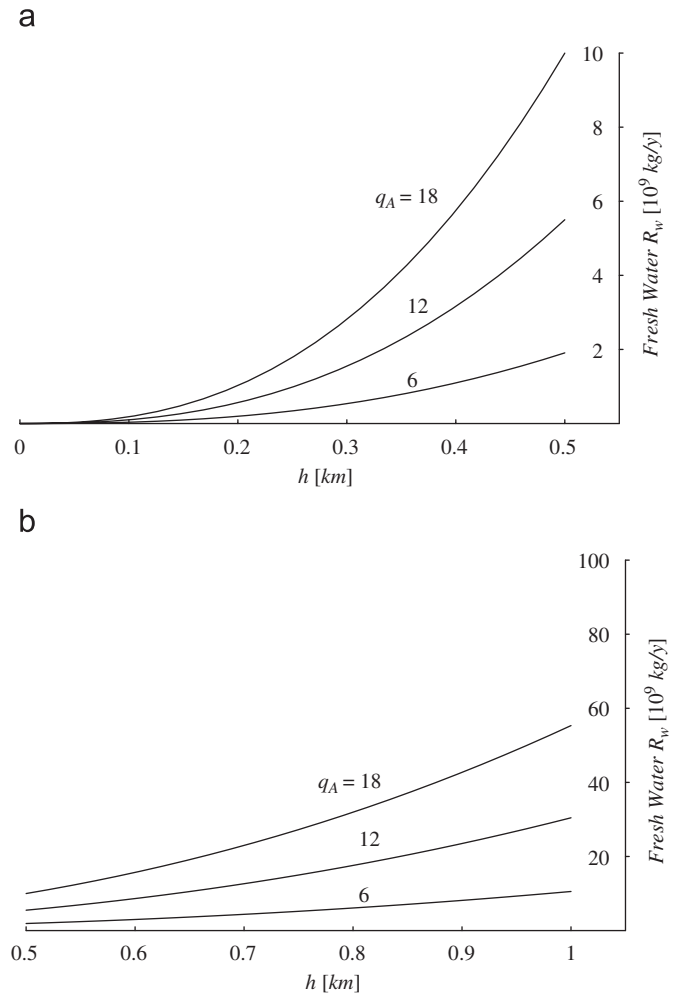 a
10
8
6
4
2
Fresh Water R_w [10^9 kg/y]
q_A = 18
12
6
0 0.1 0.2 0.3 0.4 0.5
h [km]
b
100
80
60
40
20
Fresh Water R_w [10^9 kg/y]
q_A = 18
12
6
0.5 0.6 0.7 0.8 0.9 1
h [km]